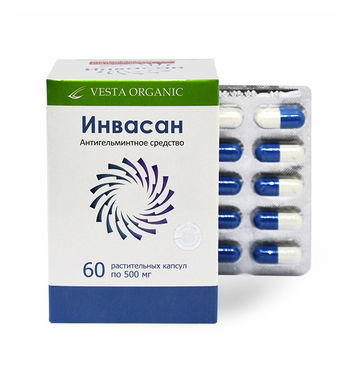 VESTA ORGANIC
Инвасан
Антигельминтное средство
60 растительных капсул
по 500 мг